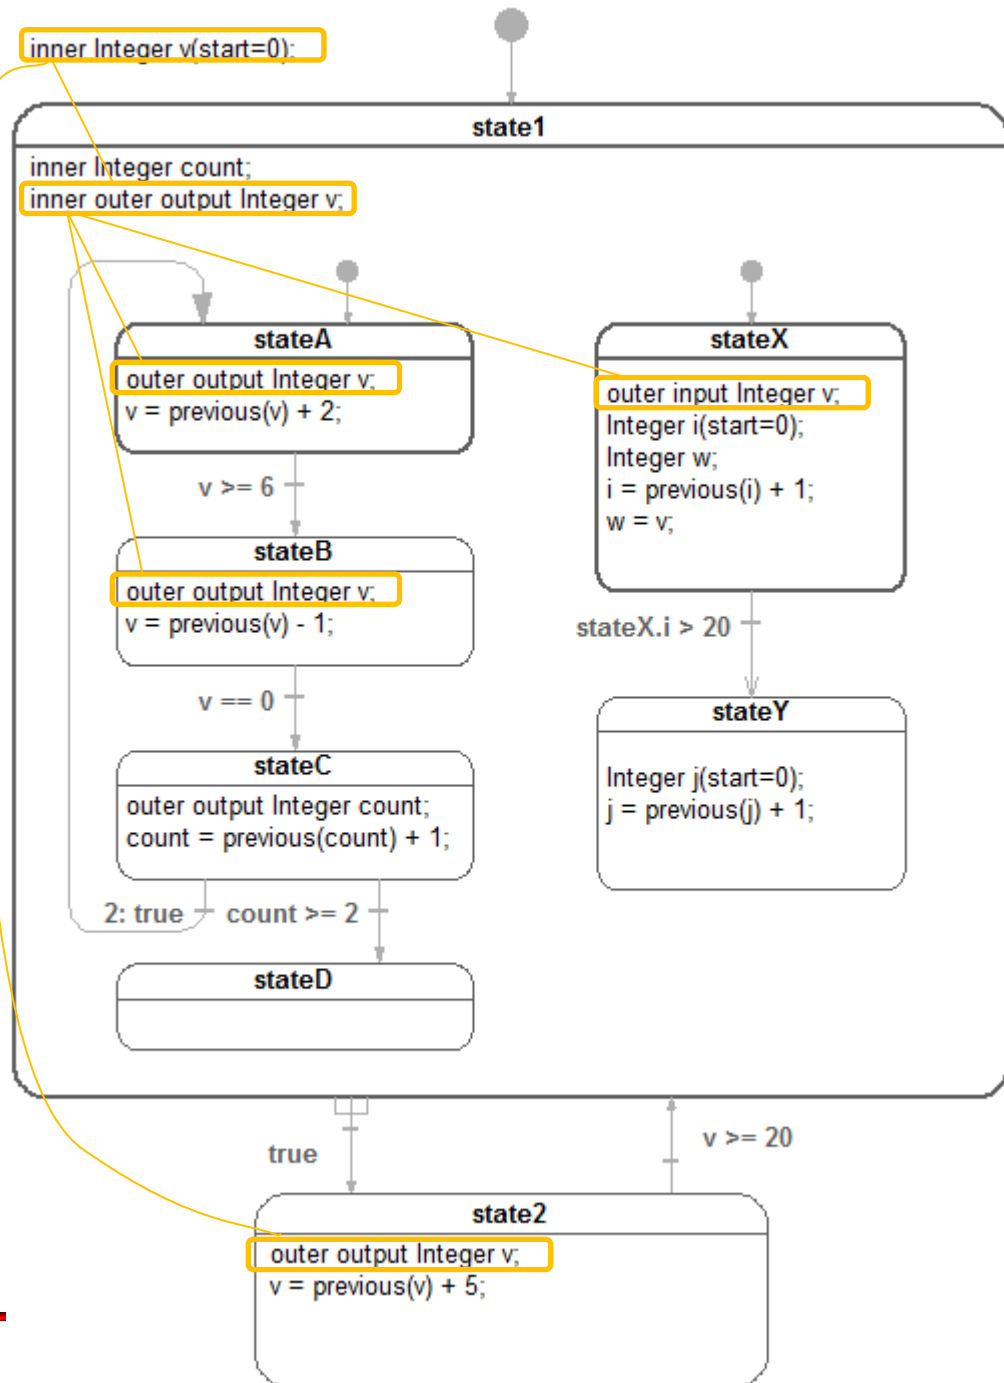 inner Integer v(start=0);
state1
inner Integer count;
inner outer output Integer v;
stateA
outer output Integer v;
v = previous(v) + 2;
v >= 6
stateB
outer output Integer v;
v = previous(v) - 1;
v == 0
stateC
outer output Integer count;
count = previous(count) + 1;
2: true
count >= 2
stateD
stateX
outer input Integer v;
Integer i(start=0);
Integer w;
i = previous(i) + 1;
w = v;
stateX.i > 20
stateY
Integer j(start=0);
j = previous(j) + 1;
true
v >= 20
state2
outer output Integer v;
v = previous(v) + 5;